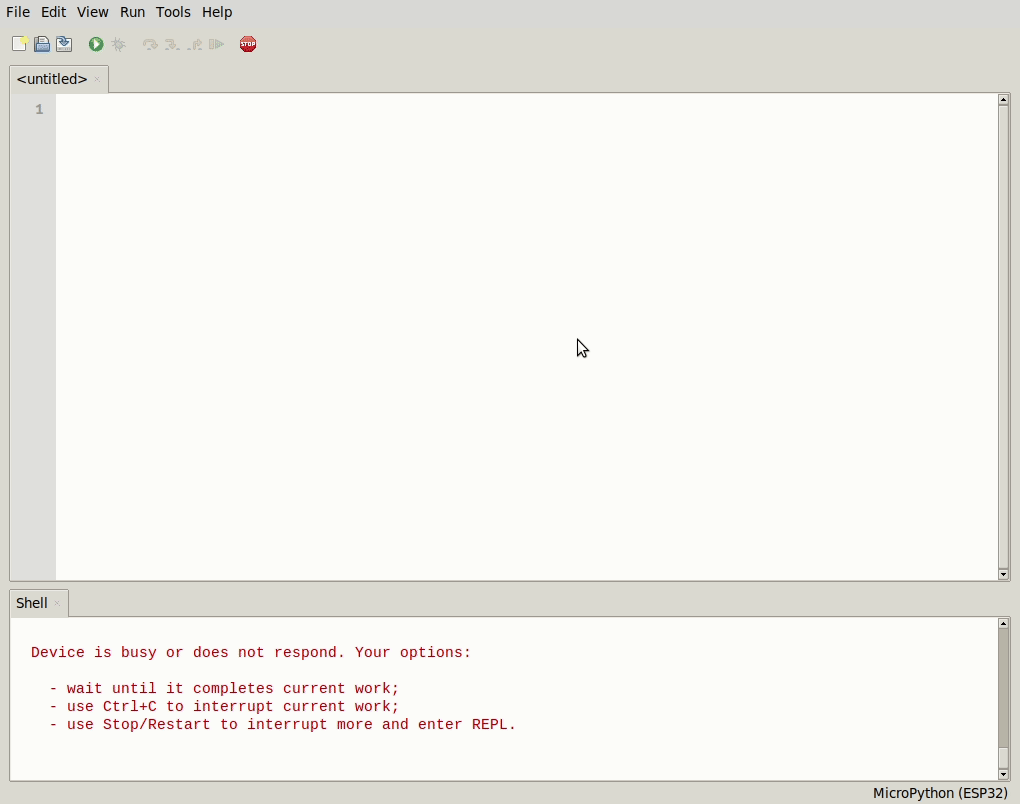 File Edit View Run Tools Help
STOP
<untitled> ×
1
Shell ×
Device is busy or does not respond. Your options:
- wait until it completes current work;
- use Ctrl+C to interrupt current work;
- use Stop/Restart to interrupt more and enter REPL.
MicroPython (ESP32)